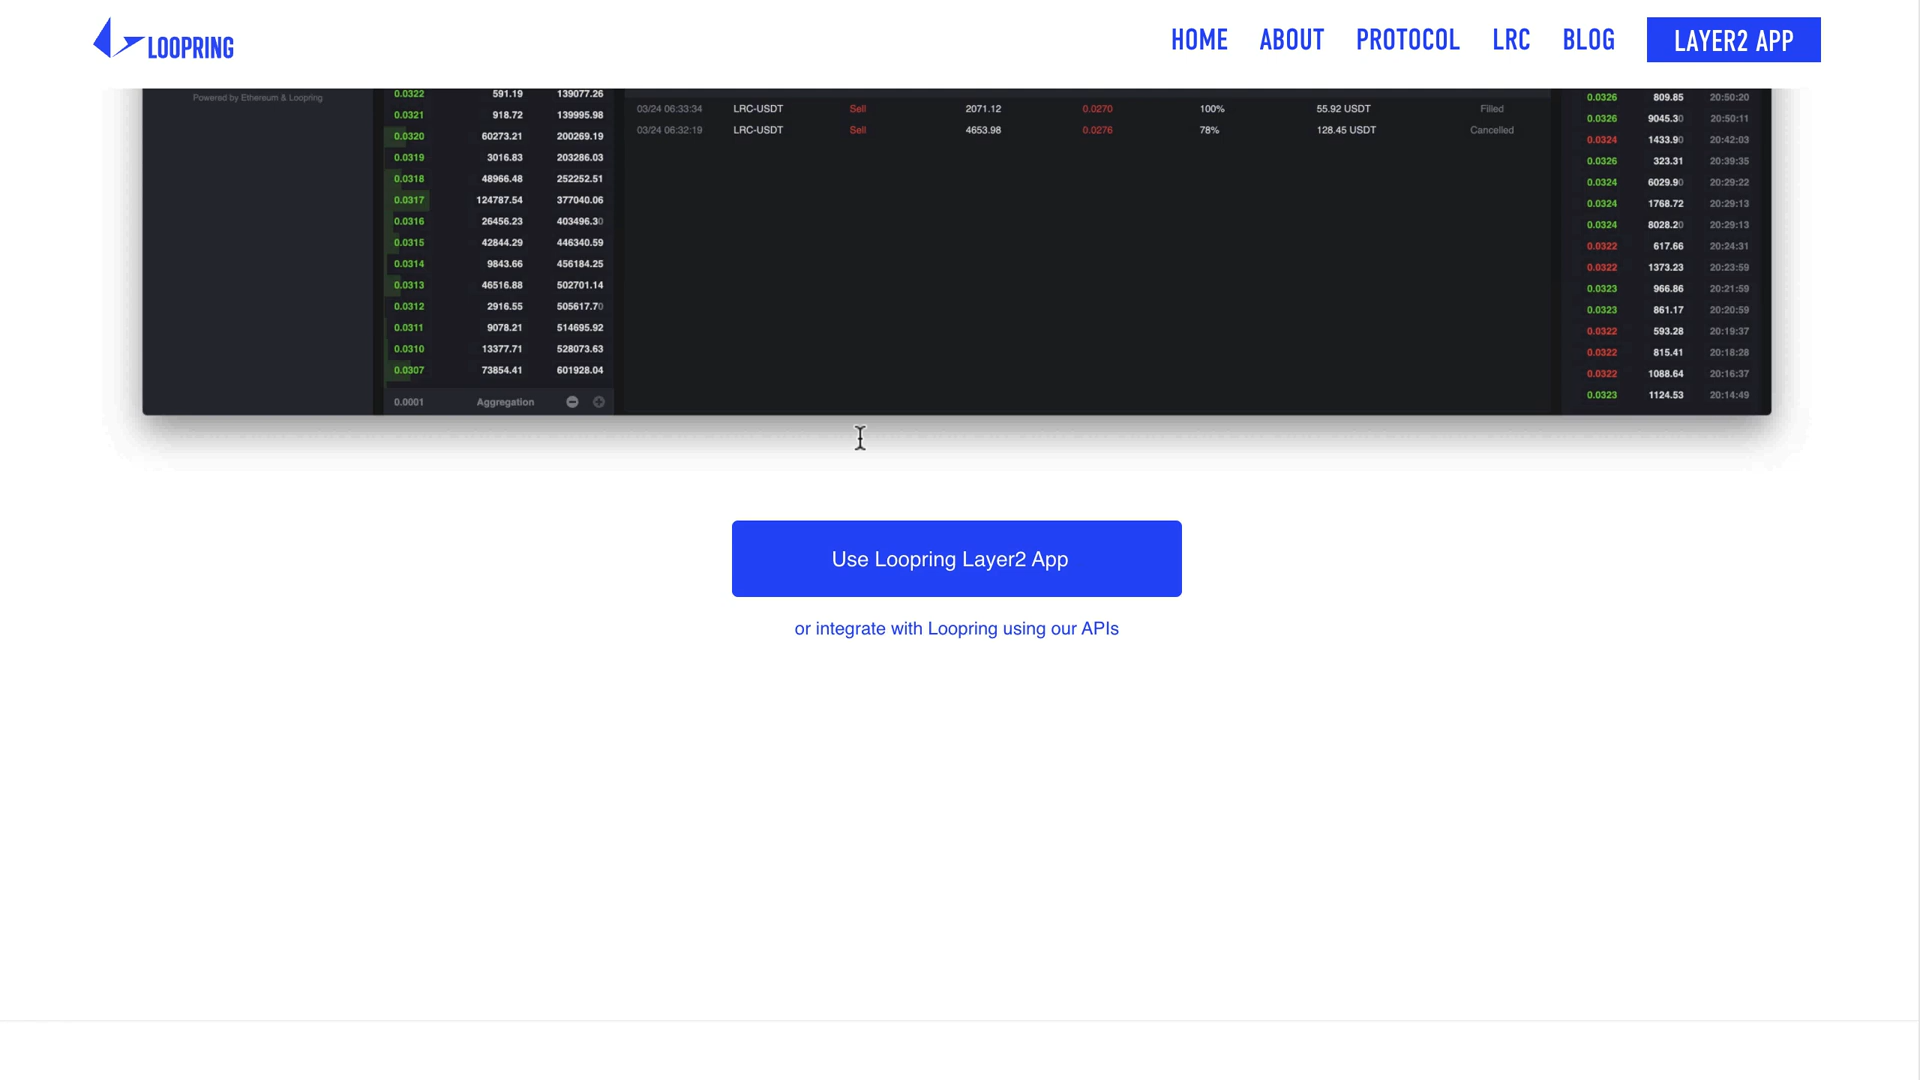 LOOPRING
HOME ABOUT PROTOCOL LRC BLOG LAYER2 APP
Powered by Ethereum & Loopring
0.0322 591.19 139077.26
0.0321 918.72 139995.98
0.0320 60273.21 200269.19
0.0319 3016.83 203286.03
0.0318 48966.48 252252.51
0.0317 124787.54 377040.06
0.0316 26456.23 403496.30
0.0315 42844.29 446340.59
0.0314 9843.66 456184.25
0.0313 46516.88 502701.14
0.0312 2916.55 505617.70
0.0311 9078.21 514695.92
0.0310 13377.71 528073.63
0.0307 73854.41 601928.04
0.0001 Aggregation
03/24 06:33:34 LRC-USDT Sell 2071.12 0.0270 100% 55.92 USDT Filled
03/24 06:32:19 LRC-USDT Sell 4653.98 0.0276 78% 128.45 USDT Cancelled
0.0326 809.85 20:50:20
0.0326 9045.30 20:50:11
0.0324 1433.90 20:42:03
0.0326 323.31 20:39:35
0.0324 6029.90 20:29:22
0.0324 1768.72 20:29:13
0.0324 8028.20 20:29:13
0.0322 617.66 20:24:31
0.0322 1373.23 20:23:59
0.0323 966.86 20:21:59
0.0323 861.17 20:20:59
0.0322 593.28 20:19:37
0.0322 815.41 20:18:28
0.0322 1088.64 20:16:37
0.0323 1124.53 20:14:49
Use Loopring Layer2 App
or integrate with Loopring using our APIs